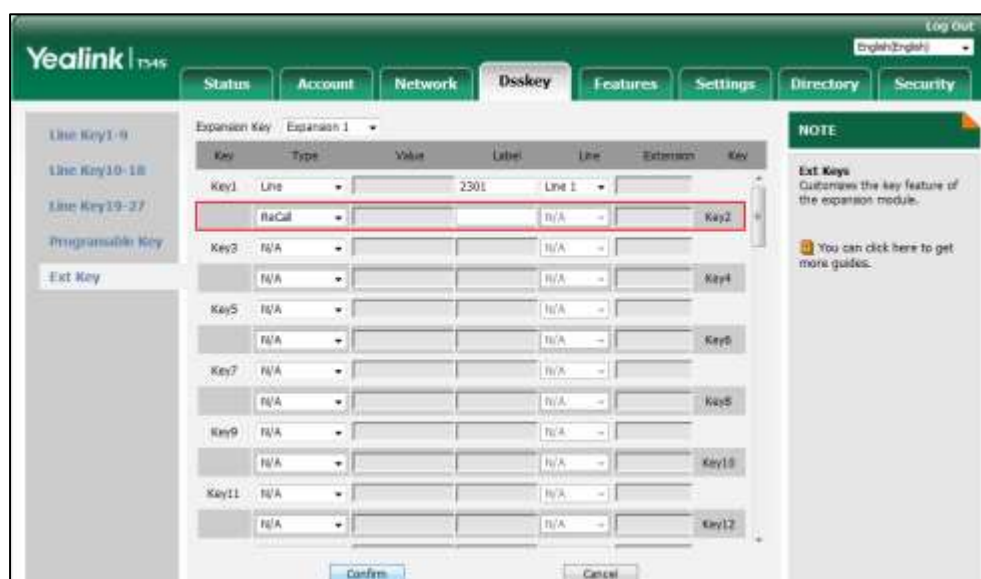 Log Out
Yealink T54S
English(English)
Status Account Network Dsskey Features Settings Directory Security
Line Key1-9
Line Key10-18
Line Key19-27
Programable Key
Ext Key
Expansion Key Expansion 1
Key Type Value Label Line Extension Key
Key1 Line 2301 Line 1
ReCall N/A Key2
Key3 N/A N/A
N/A N/A Key4
Key5 N/A N/A
N/A N/A Key6
Key7 N/A N/A
N/A N/A Key8
Key9 N/A N/A
N/A N/A Key10
Key11 N/A N/A
N/A N/A Key12
Confirm Cancel
NOTE
Ext Keys
Customizes the key feature of
the expansion module.
You can click here to get
more guides.